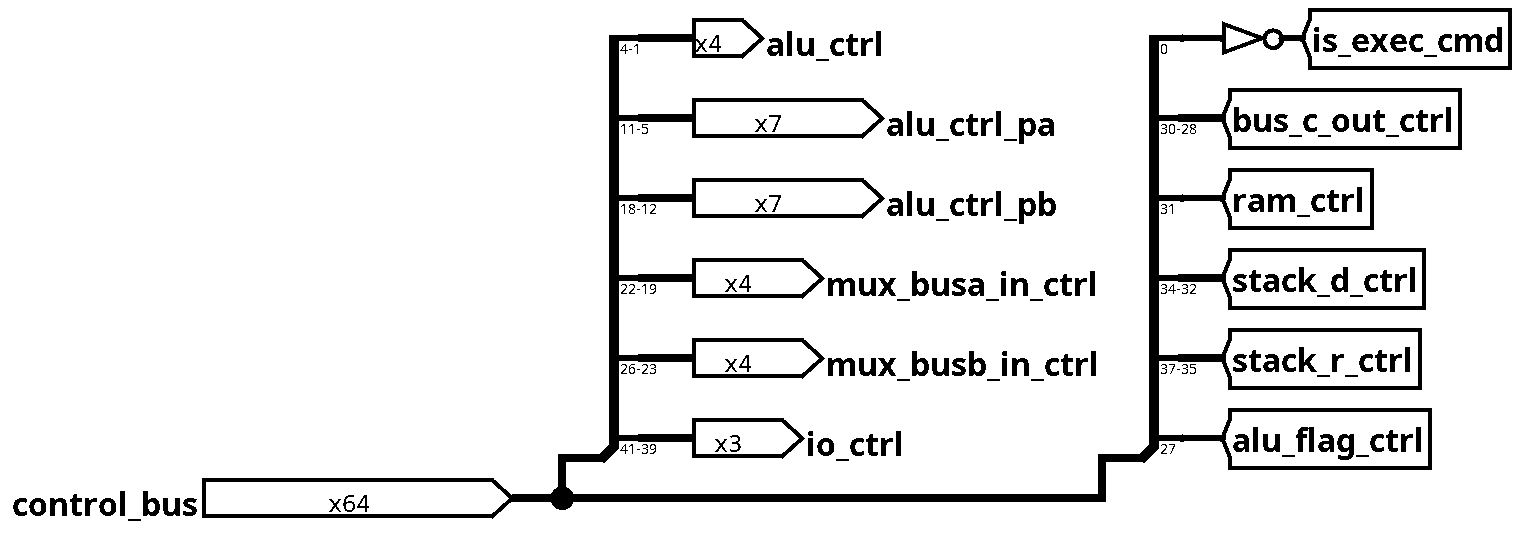 4-1
x4
alu_ctrl
0
is_exec_cmd
11-5
x7
alu_ctrl_pa
30-28
bus_c_out_ctrl
18-12
x7
alu_ctrl_pb
31
ram_ctrl
22-19
x4
mux_busa_in_ctrl
34-32
stack_d_ctrl
26-23
x4
mux_busb_in_ctrl
37-35
stack_r_ctrl
41-39
x3
io_ctrl
27
alu_flag_ctrl
control_bus
x64